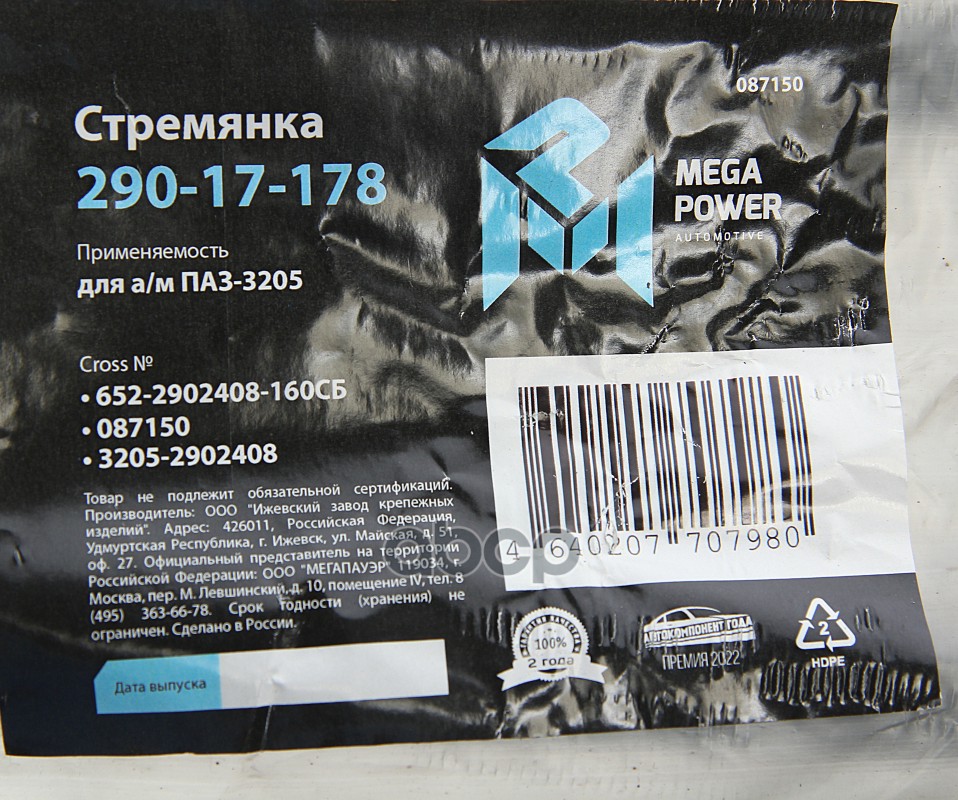 087150
Стремянка
290-17-178
MEGA
POWER
AUTOMOTIVE
Применяемость
для а/м ПАЗ-3205
Cross №
• 652-2902408-160СБ
• 087150
• 3205-2902408
Товар не подлежит обязательной сертификации.
Производитель: ООО "Ижевский завод крепежных
изделий". Адрес: 426011, Российская Федерация,
Удмуртская Республика, г. Ижевск, ул. Майская, д. 51,
оф. 27. Официальный представитель на территории
Российской Федерации: ООО "МЕГАПАУЭР" 119034, г.
Москва, пер. М. Левшинский, д. 10, помещение IV, тел. 8
(495) 363-66-78. Срок годности (хранения) не
ограничен. Сделано в России.
4 640207 707980
Дата выпуска
ГАРАНТИЯ КАЧЕСТВА
100%
2 года
АВТОКОМПОНЕНТ ГОДА
ПРЕМИЯ 2022
2
HDPE